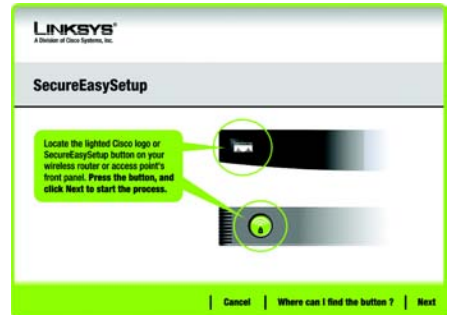 LINKSYS®
A Division of Cisco Systems, Inc.
SecureEasySetup
Locate the lighted Cisco logo or
SecureEasySetup button on your
wireless router or access point's
front panel. Press the button, and
click Next to start the process.
Cancel | Where can I find the button ? | Next